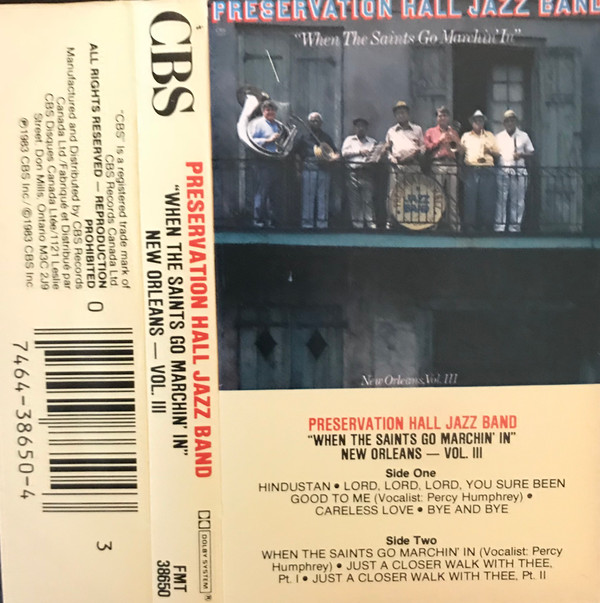 PRESERVATION HALL JAZZ BAND
"When The Saints Go Marchin' In"
JAZZ BAND
New Orleans, Vol. III
PRESERVATION HALL JAZZ BAND
"WHEN THE SAINTS GO MARCHIN' IN"
NEW ORLEANS — VOL. III
Side One
HINDUSTAN • LORD, LORD, LORD, YOU SURE BEEN
GOOD TO ME (Vocalist: Percy Humphrey) •
CARELESS LOVE • BYE AND BYE
Side Two
WHEN THE SAINTS GO MARCHIN' IN (Vocalist: Percy
Humphrey) • JUST A CLOSER WALK WITH THEE,
Pt. I • JUST A CLOSER WALK WITH THEE, Pt. II
CBS
PRESERVATION HALL JAZZ BAND
"WHEN THE SAINTS GO MARCHIN' IN"
NEW ORLEANS — VOL. III
DOLBY SYSTEM ®
FMT
38650
"CBS" is a registered trade mark of
CBS Records Canada Ltd.
ALL RIGHTS RESERVED — REPRODUCTION
PROHIBITED
Manufactured and Distributed by CBS Records
Canada Ltd./Fabriqué et Distribué par
CBS Disques Canada Ltée/1121 Leslie
Street, Don Mills, Ontario M3C 2J9
℗1983 CBS Inc./©1983 CBS Inc.
0
7464-38650-4
3